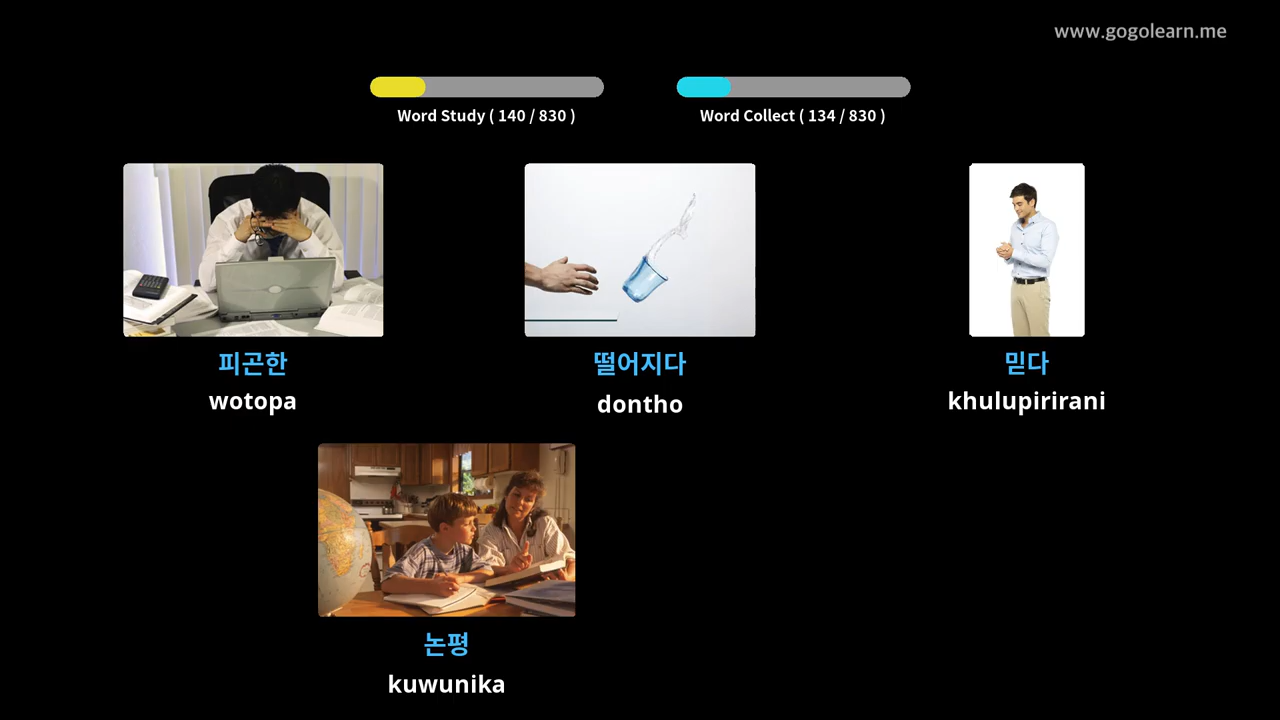 www.gogolearn.me
Word Study ( 140 / 830 )
Word Collect ( 134 / 830 )
피곤한
wotopa
떨어지다
dontho
믿다
khulupirirani
논평
kuwunika